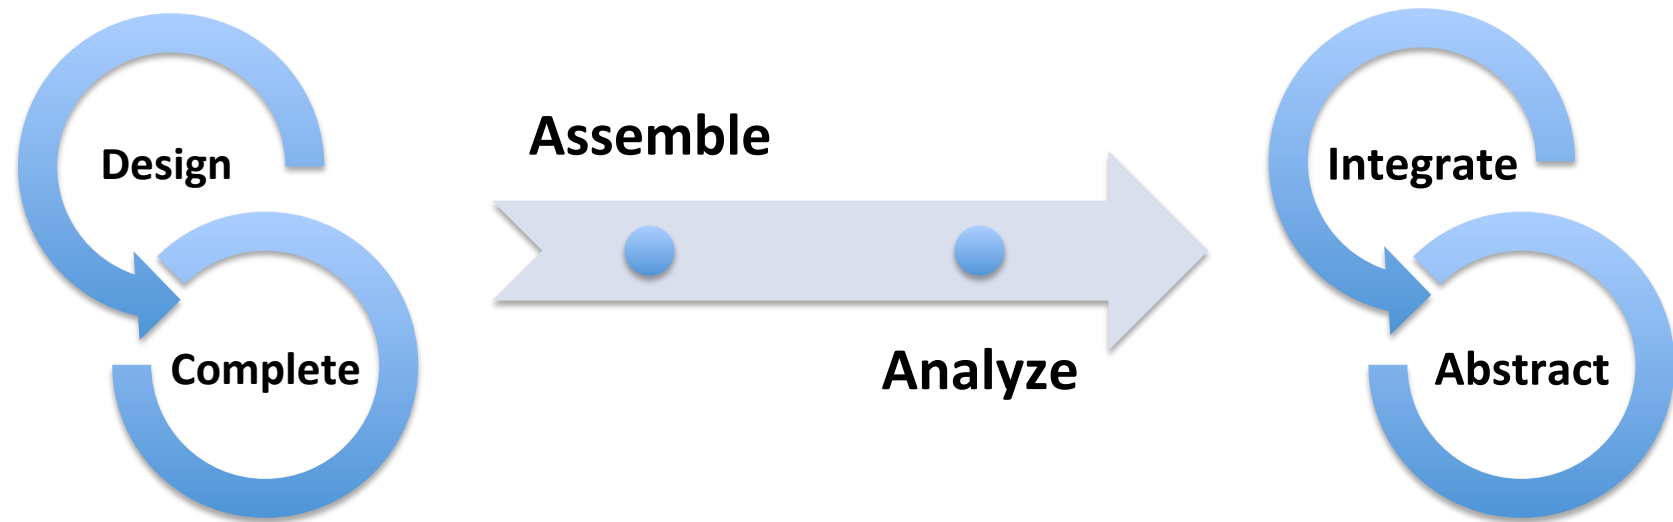 Design
Complete
Assemble
Analyze
Integrate
Abstract